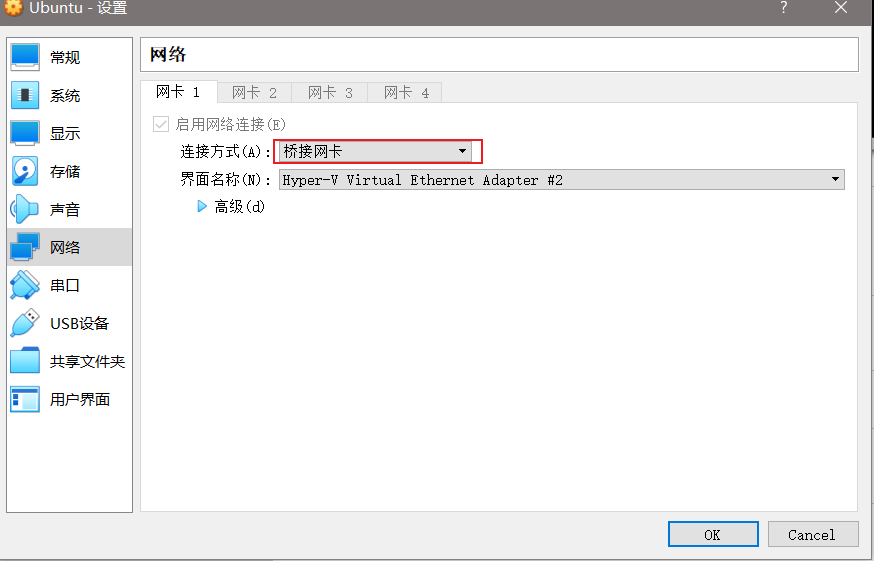 Ubuntu - 设置
?
常规
系统
显示
存储
声音
网络
串口
USB设备
共享文件夹
用户界面
网络
网卡 1
网卡 2
网卡 3
网卡 4
启用网络连接(E)
连接方式(A): 桥接网卡
界面名称(N): Hyper-V Virtual Ethernet Adapter #2
高级(d)
OK
Cancel